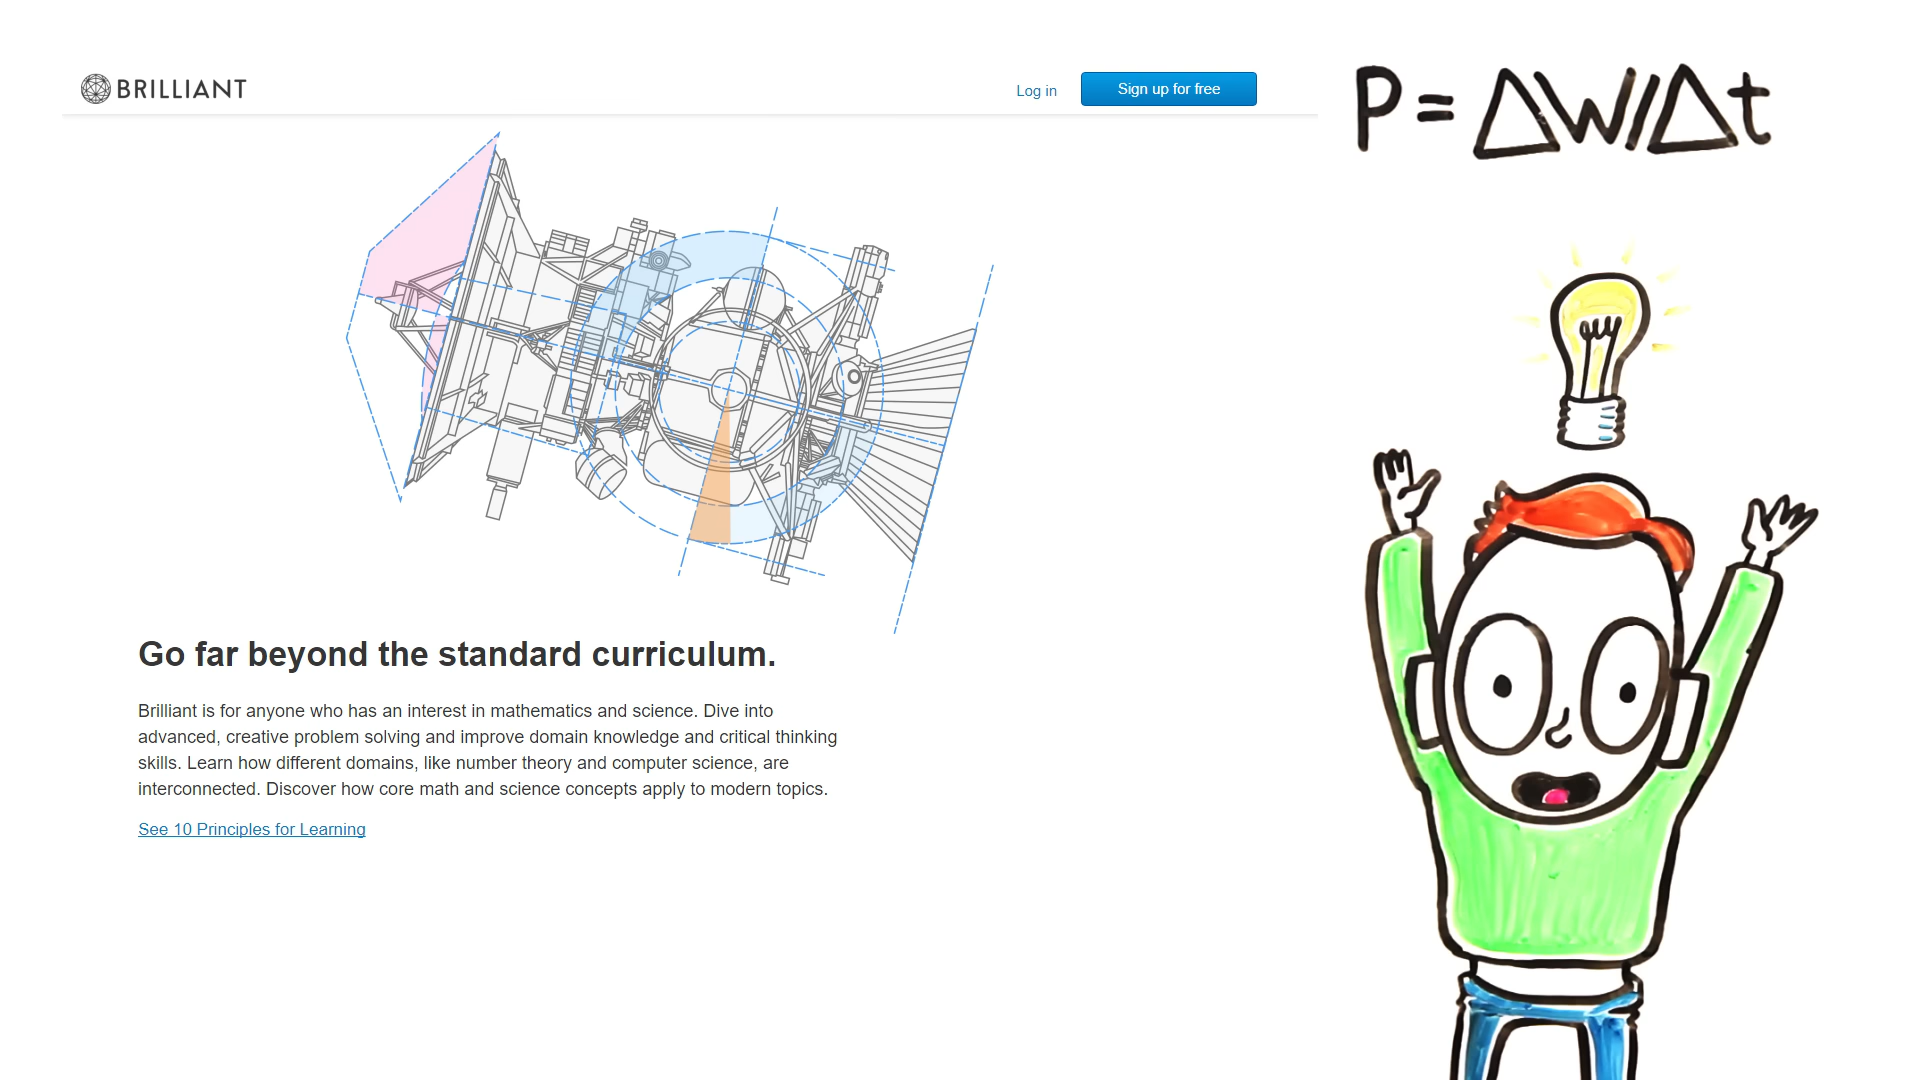 BRILLIANT
Log in
Sign up for free
P = ΔW/Δt
Go far beyond the standard curriculum.
Brilliant is for anyone who has an interest in mathematics and science. Dive into
advanced, creative problem solving and improve domain knowledge and critical thinking
skills. Learn how different domains, like number theory and computer science, are
interconnected. Discover how core math and science concepts apply to modern topics.
See 10 Principles for Learning